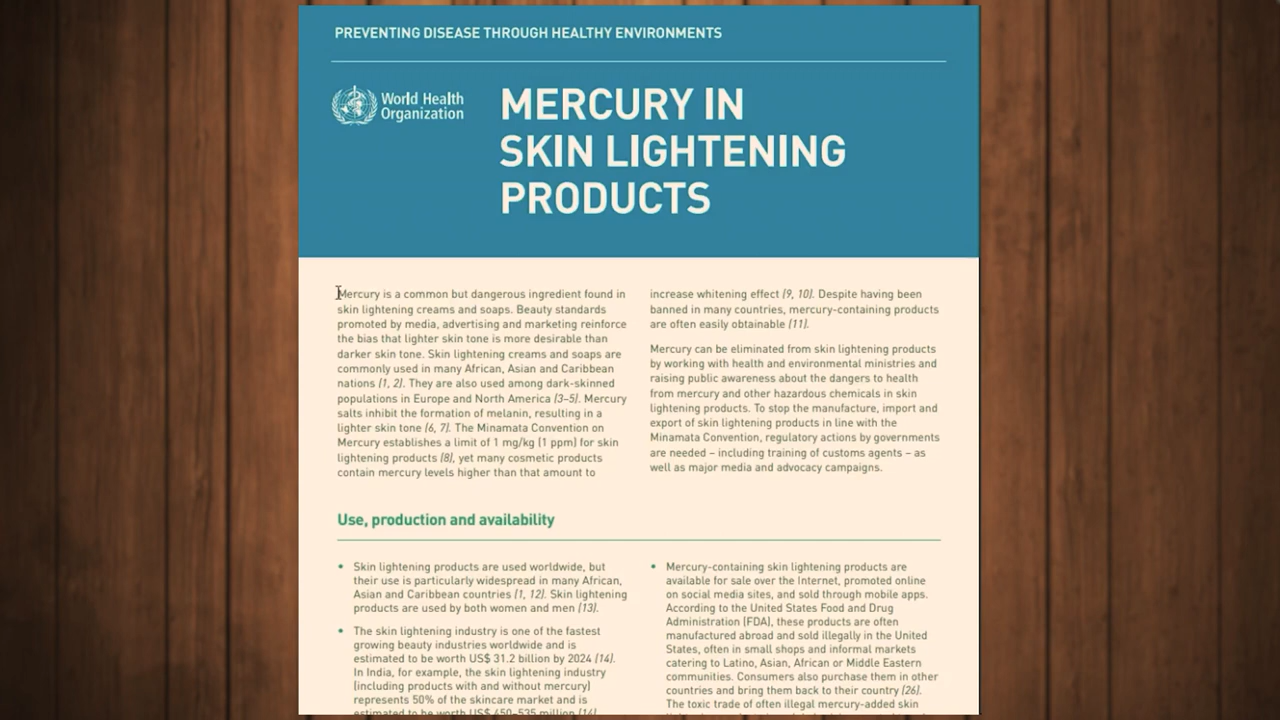 PREVENTING DISEASE THROUGH HEALTHY ENVIRONMENTS
World Health
Organization
MERCURY IN
SKIN LIGHTENING
PRODUCTS
Mercury is a common but dangerous ingredient found in
skin lightening creams and soaps. Beauty standards
promoted by media, advertising and marketing reinforce
the bias that lighter skin tone is more desirable than
darker skin tone. Skin lightening creams and soaps are
commonly used in many African, Asian and Caribbean
nations (1, 2). They are also used among dark-skinned
populations in Europe and North America (3–5). Mercury
salts inhibit the formation of melanin, resulting in a
lighter skin tone (6, 7). The Minamata Convention on
Mercury establishes a limit of 1 mg/kg (1 ppm) for skin
lightening products (8), yet many cosmetic products
contain mercury levels higher than that amount to
increase whitening effect (9, 10). Despite having been
banned in many countries, mercury-containing products
are often easily obtainable (11).
Mercury can be eliminated from skin lightening products
by working with health and environmental ministries and
raising public awareness about the dangers to health
from mercury and other hazardous chemicals in skin
lightening products. To stop the manufacture, import and
export of skin lightening products in line with the
Minamata Convention, regulatory actions by governments
are needed – including training of customs agents – as
well as major media and advocacy campaigns.
Use, production and availability
• Skin lightening products are used worldwide, but
their use is particularly widespread in many African,
Asian and Caribbean countries (1, 12). Skin lightening
products are used by both women and men (13).
• The skin lightening industry is one of the fastest
growing beauty industries worldwide and is
estimated to be worth US$ 31.2 billion by 2024 (14).
In India, for example, the skin lightening industry
(including products with and without mercury)
represents 50% of the skincare market and is
estimated to be worth US$ 450–535 million (14).
• Mercury-containing skin lightening products are
available for sale over the Internet, promoted online
on social media sites, and sold through mobile apps.
According to the United States Food and Drug
Administration (FDA), these products are often
manufactured abroad and sold illegally in the United
States, often in small shops and informal markets
catering to Latino, Asian, African or Middle Eastern
communities. Consumers also purchase them in other
countries and bring them back to their country (26).
The toxic trade of often illegal mercury-added skin